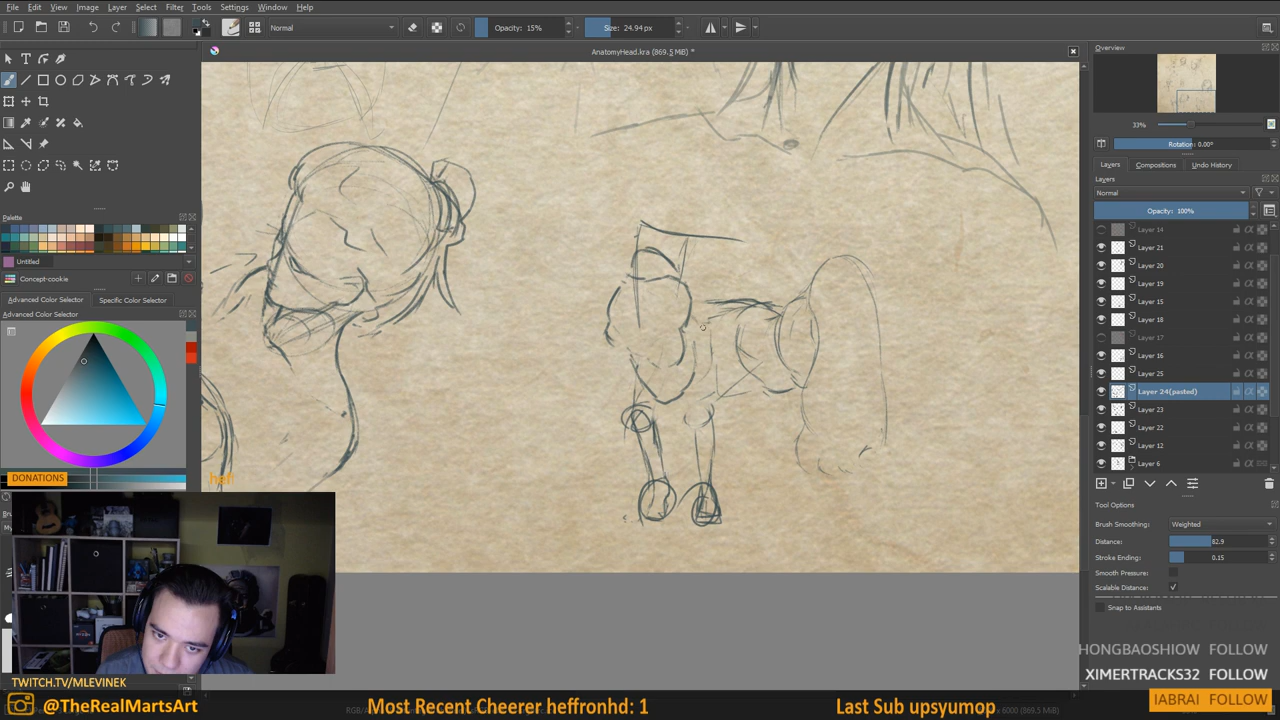 File Edit View Image Layer Select Filter Tools Settings Window Help
Normal
Opacity: 15%
Size: 24.94 px
AnatomyHead.kra (869.5 MiB) *
Overview
33%
Rotation: 0.00°
Layers Compositions Undo History
Layers
Normal
Opacity: 100%
Layer 14
Layer 21
Layer 20
Layer 19
Layer 15
Layer 18
Layer 17
Layer 16
Layer 25
Layer 24(pasted)
Layer 23
Layer 22
Layer 12
Layer 6
Tool Options
Brush Smoothing: Weighted
Distance: 82.9
Stroke Ending: 0.15
Smooth Pressure:
Scalable Distance:
Snap to Assistants
Palette
Untitled
Concept-cookie
Advanced Color Selector Specific Color Selector
Advanced Color Selector
DONATIONS
TWITCH.TV/MLEVINEK
@TheRealMartsArt
Most Recent Cheerer heffronhd: 1
Last Sub upsyumop
HONGBAOSHIOW FOLLOW
XIMERTRACKS32 FOLLOW
IABRAI FOLLOW